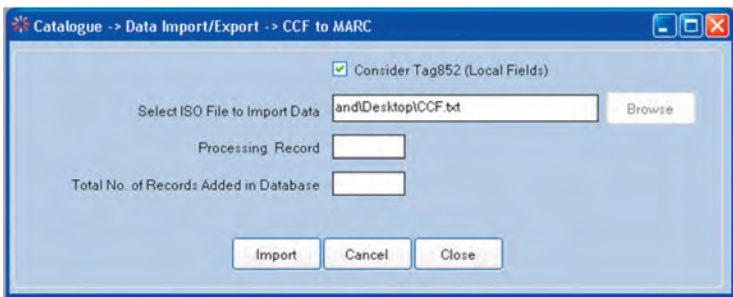 Catalogue -> Data Import/Export -> CCF to MARC
Consider Tag852 (Local Fields)
Select ISO File to Import Data and\Desktop\CCF.txt Browse
Processing Record
Total No. of Records Added in Database
Import Cancel Close